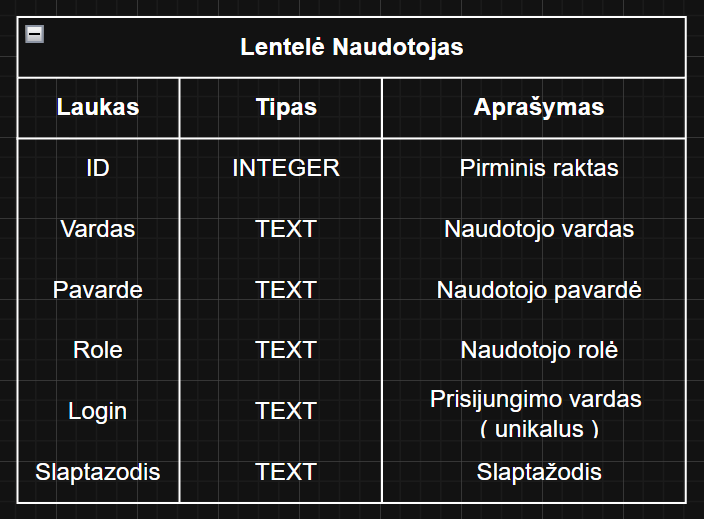 Lentelė Naudotojas
Laukas Tipas Aprašymas
ID INTEGER Pirminis raktas
Vardas TEXT Naudotojo vardas
Pavarde TEXT Naudotojo pavardė
Role TEXT Naudotojo rolė
Login TEXT Prisijungimo vardas
( unikalus )
Slaptazodis TEXT Slaptažodis